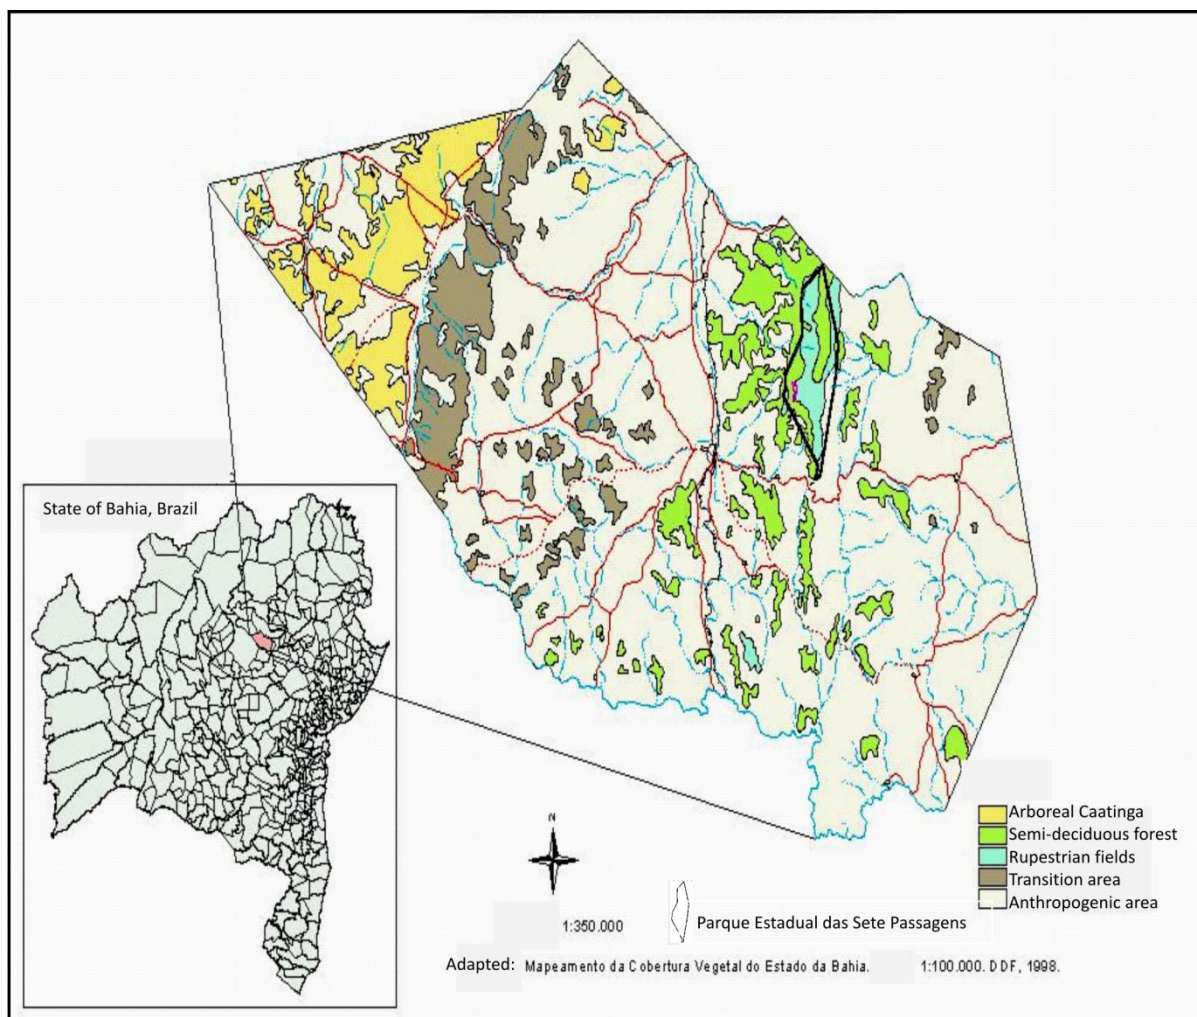 State of Bahia, Brazil
N
Arboreal Caatinga
Semi-deciduous forest
Rupestrian fields
Transition area
Anthropogenic area
1:350.000
Parque Estadual das Sete Passagens
Adapted: Mapeamento da Cobertura Vegetal do Estado da Bahia. 1:100.000. DDF, 1998.